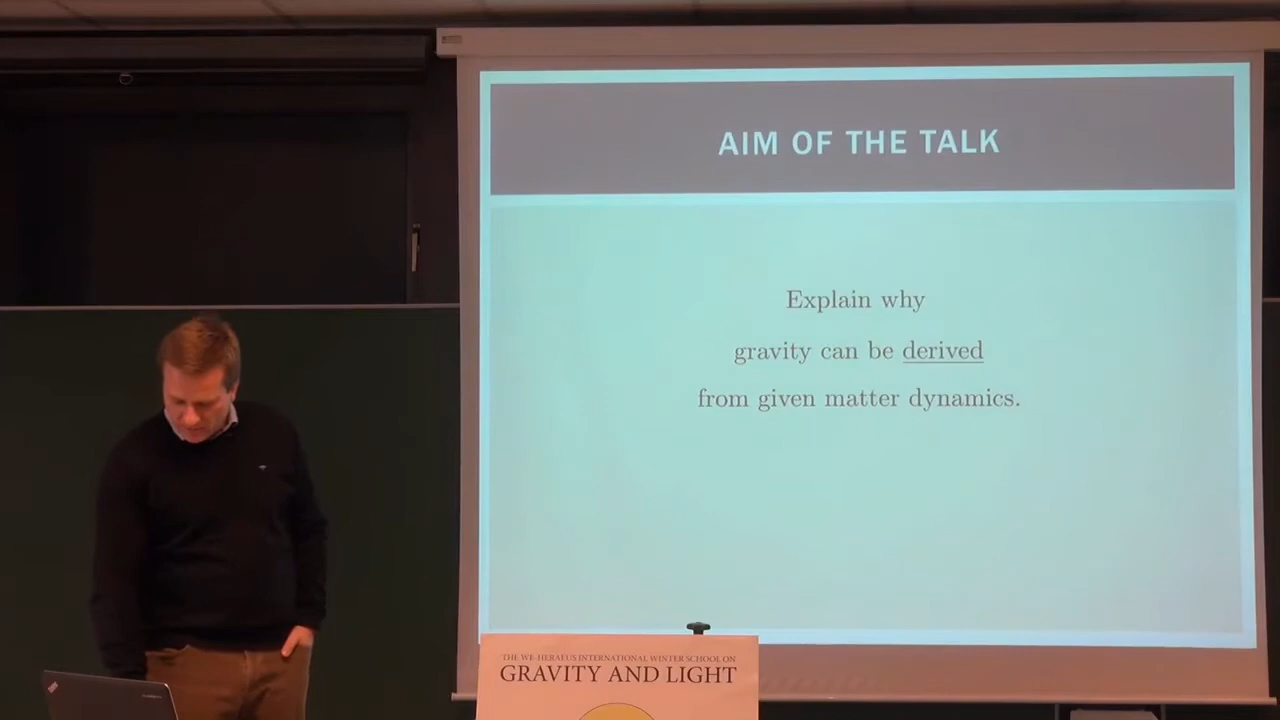 AIM OF THE TALK
Explain why
gravity can be derived
from given matter dynamics.
THE WE-HERAEUS INTERNATIONAL WINTER SCHOOL ON
GRAVITY AND LIGHT